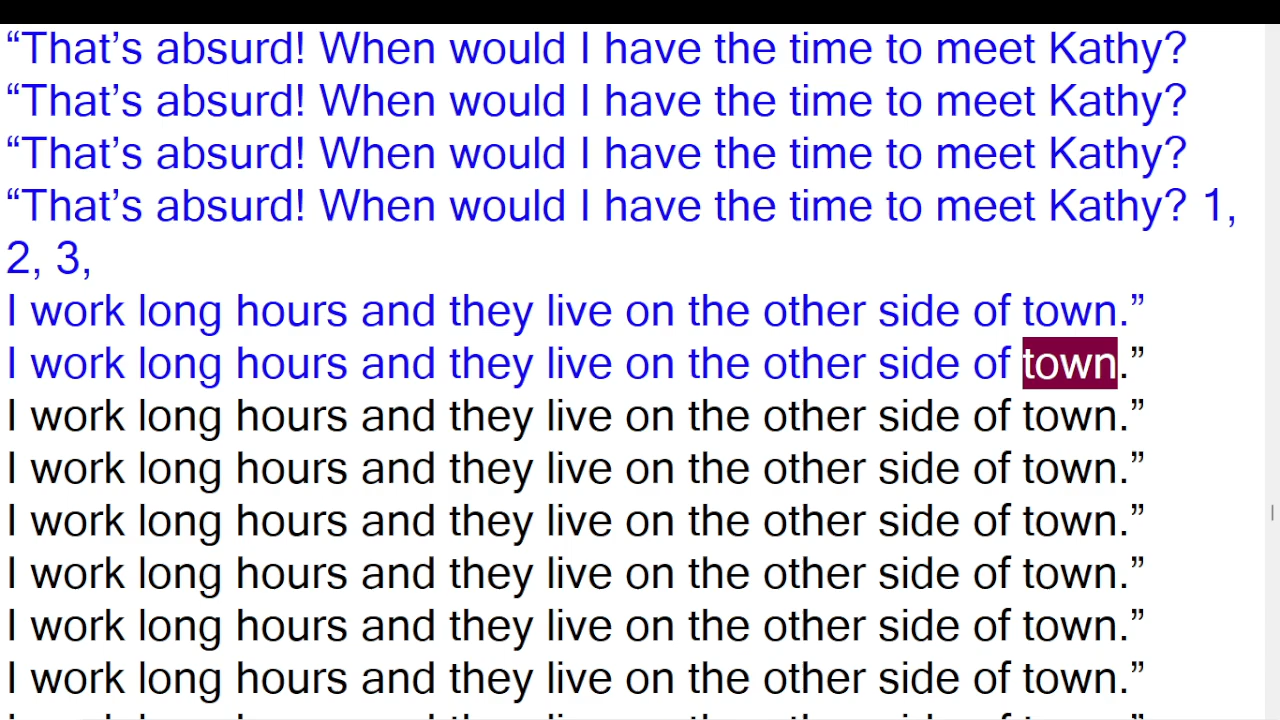 “That’s absurd! When would I have the time to meet Kathy?
“That’s absurd! When would I have the time to meet Kathy?
“That’s absurd! When would I have the time to meet Kathy?
“That’s absurd! When would I have the time to meet Kathy? 1,
2, 3,
I work long hours and they live on the other side of town.”
I work long hours and they live on the other side of town.”
I work long hours and they live on the other side of town.”
I work long hours and they live on the other side of town.”
I work long hours and they live on the other side of town.”
I work long hours and they live on the other side of town.”
I work long hours and they live on the other side of town.”
I work long hours and they live on the other side of town.”